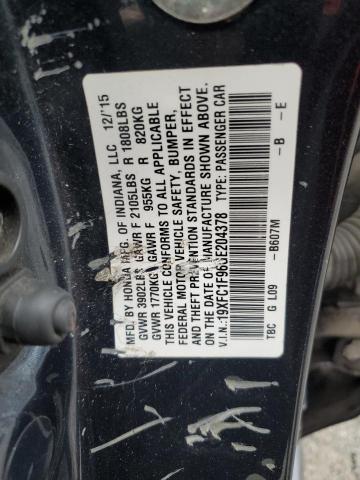 MFD. BY HONDA MFG. OF INDIANA, LLC 12/'15
GVWR 3902LBS GAWR F 2105LBS R 1808LBS
GVWR 1770KG GAWR F 955KG R 820KG
THIS VEHICLE CONFORMS TO ALL APPLICABLE
FEDERAL MOTOR VEHICLE SAFETY, BUMPER,
AND THEFT PREVENTION STANDARDS IN EFFECT
ON THE DATE OF MANUFACTURE SHOWN ABOVE.
V.I.N.: TYPE: PASSENGER CAR
-B607M -B -E
TBC G L09